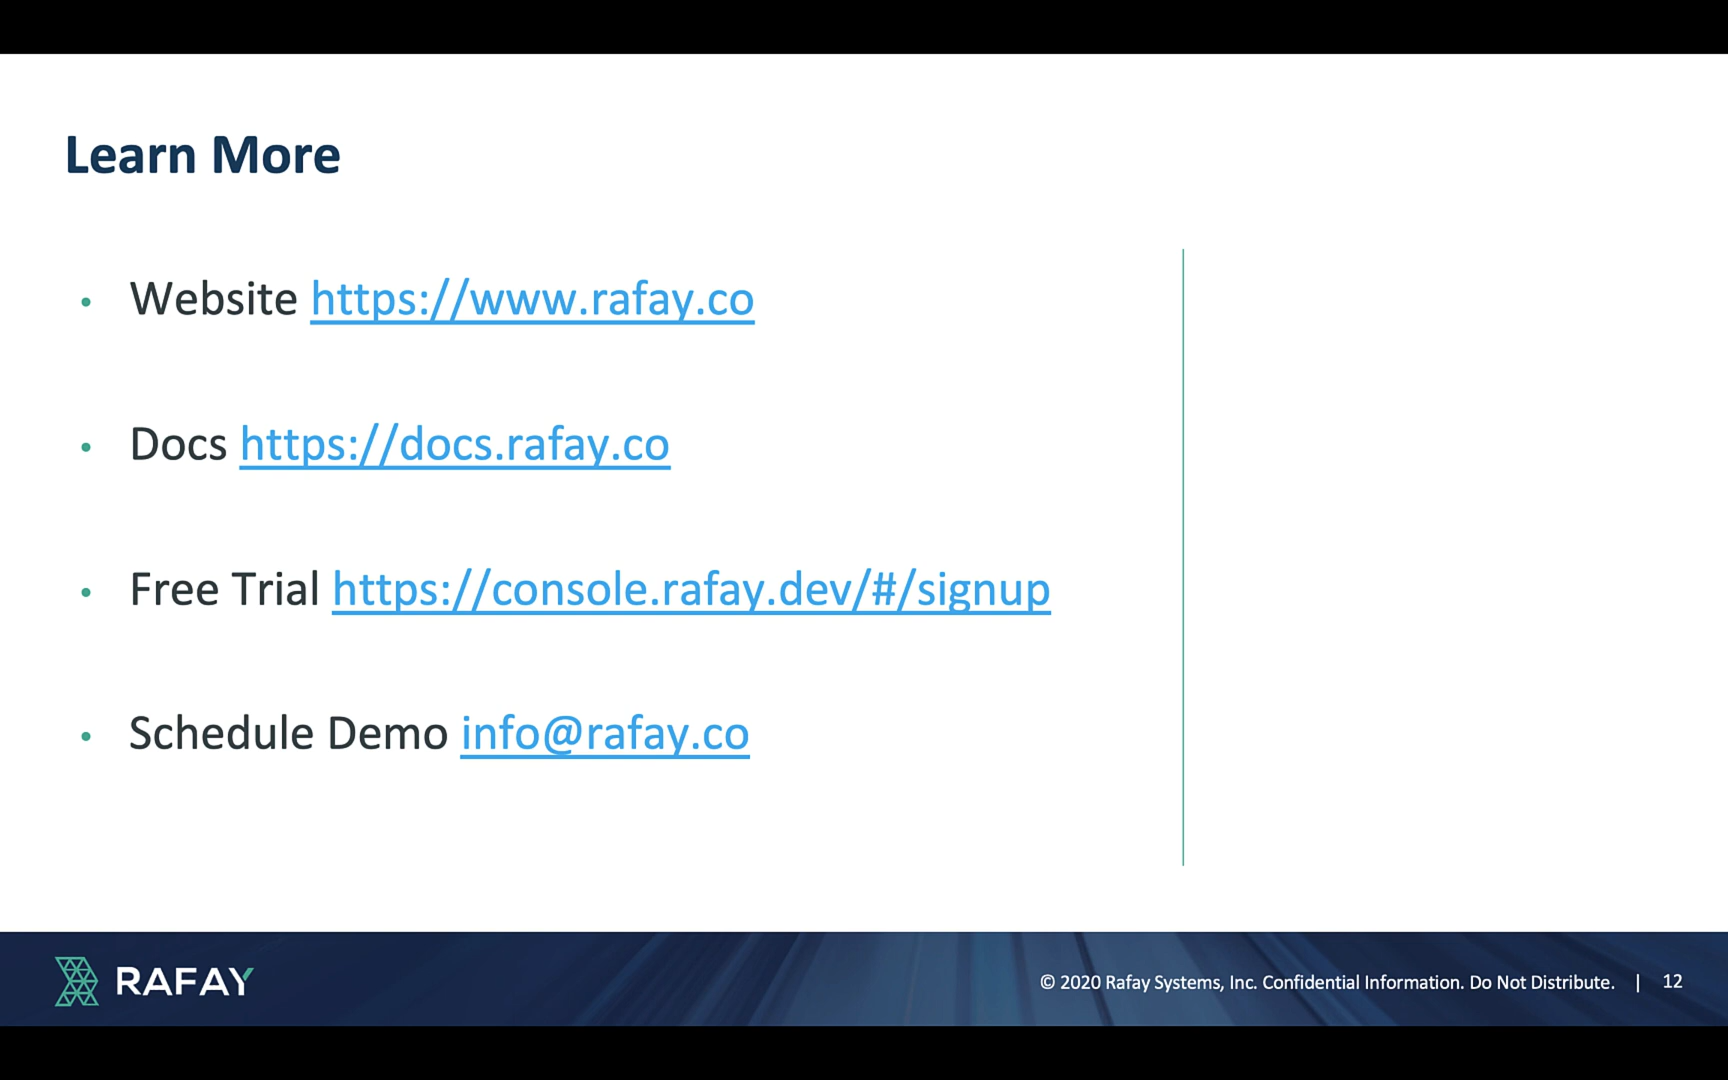 Learn More
• Website https://www.rafay.co
• Docs https://docs.rafay.co
• Free Trial https://console.rafay.dev/#/signup
• Schedule Demo info@rafay.co
RAFAY
© 2020 Rafay Systems, Inc. Confidential Information. Do Not Distribute. | 12